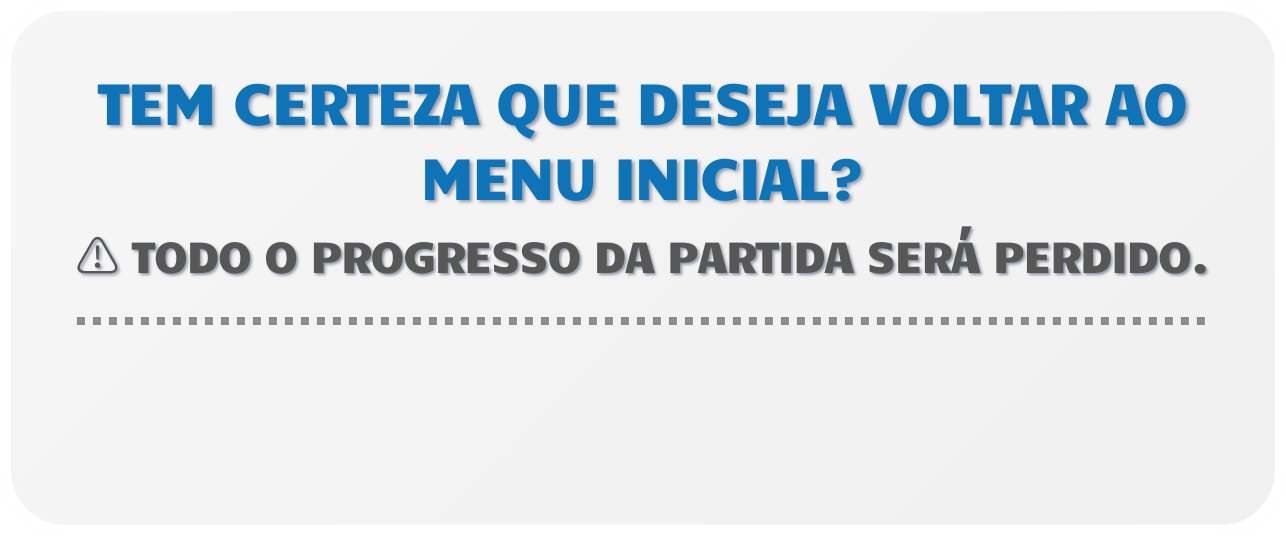 TEM CERTEZA QUE DESEJA VOLTAR AO
MENU INICIAL?
⚠ TODO O PROGRESSO DA PARTIDA SERÁ PERDIDO.